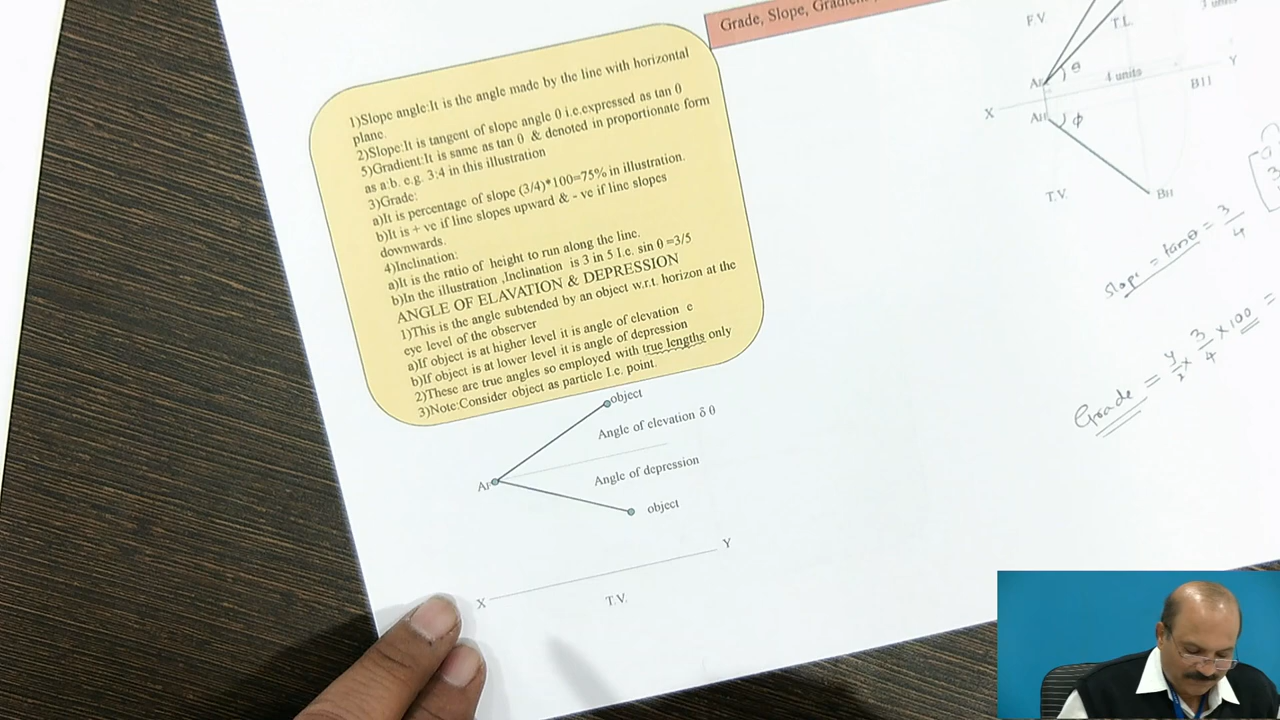 Grade, Slope, Gradient,
1)Slope angle:It is the angle made by the line with horizontal
plane.
2)Slope:It is tangent of slope angle θ i.e.expressed as tan θ
5)Gradient:It is same as tan θ & denoted in proportionate form
as a:b. e.g. 3:4 in this illustration
3)Grade:
a)It is percentage of slope (3/4)*100=75% in illustration.
b)It is + ve if line slopes upward & - ve if line slopes
downwards.
4)Inclination:
a)It is the ratio of height to run along the line.
b)In the illustration ,Inclination is 3 in 5 I.e. sin θ =3/5
ANGLE OF ELAVATION & DEPRESSION
1)This is the angle subtended by an object w.r.t. horizon at the
eye level of the observer
a)If object is at higher level it is angle of elevation e
b)If object is at lower level it is angle of depression
2)These are true angles so employed with true lengths only
3)Note:Consider object as particle I.e. point.
object
Angle of elevation δ θ
Angle of depression
object
X
Y
T.V.
F.V.
T.L.
3 units
θ
4 units
BII
X
Y
ϕ
T.V.
BII
Slope = tanθ = 3/4
Grade = × 3/4 × 100 =